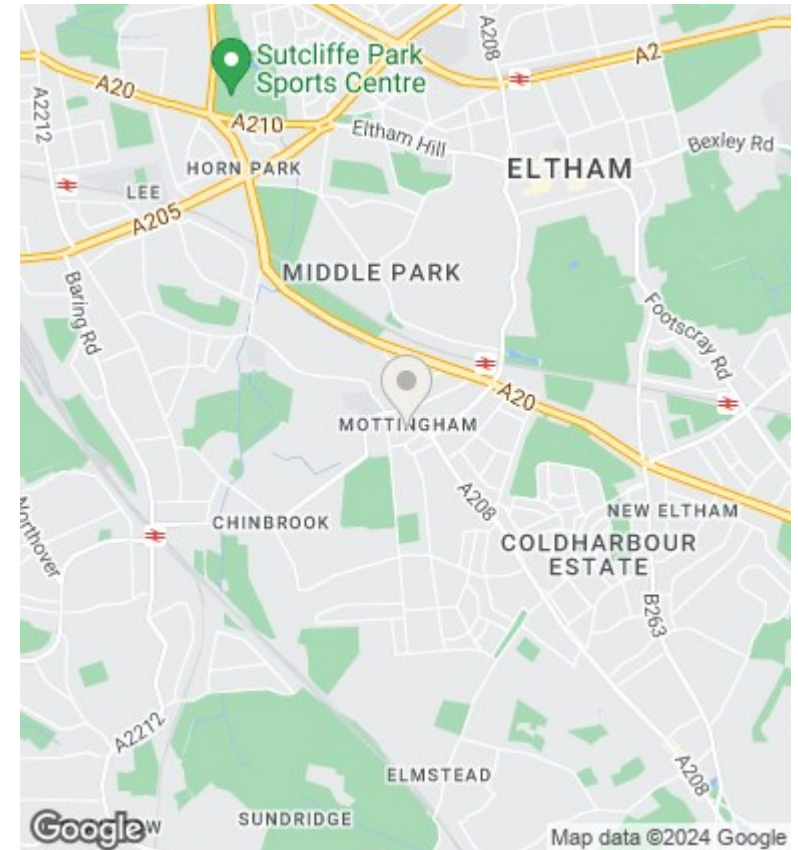 A208
A2
Sutcliffe Park
Sports Centre
A20
A2212
A210
Eltham Hill
Bexley Rd
HORN PARK
ELTHAM
LEE
A205
MIDDLE PARK
Baring Rd
Footscray Rd
A20
MOTTINGHAM
A208
Northover
CHINBROOK
NEW ELTHAM
COLDHARBOUR
ESTATE
B263
A2212
ELMSTEAD
A208
SUNDRIDGE
Google
Map data ©2024 Google